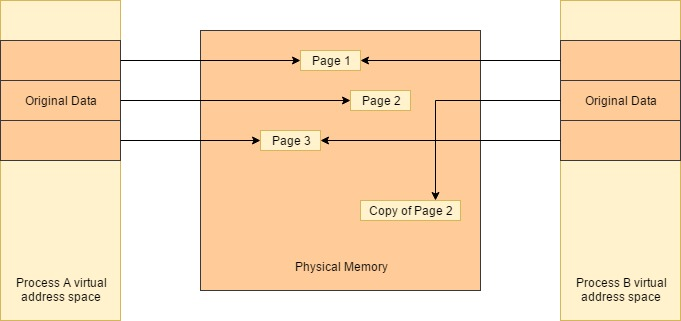 Page 1
Original Data
Page 2
Original Data
Page 3
Copy of Page 2
Physical Memory
Process A virtual
address space
Process B virtual
address space